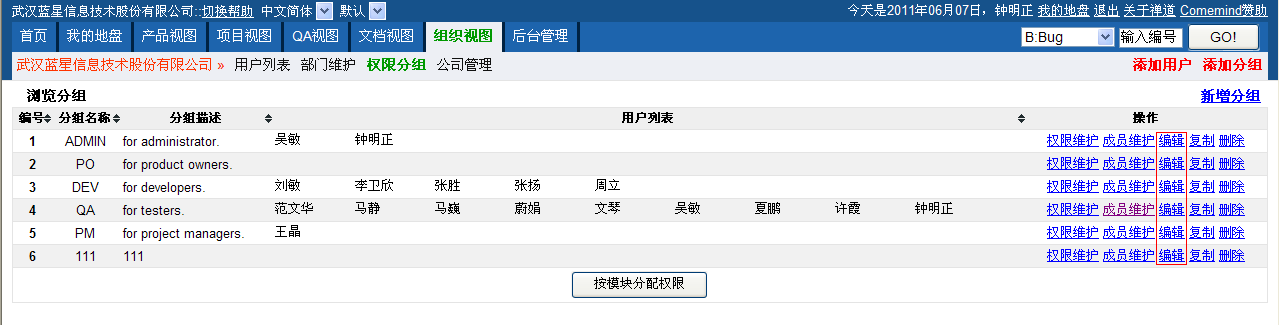 武汉蓝星信息技术股份有限公司::切换帮助 中文简体 默认 今天是2011年06月07日，钟明正 我的地盘 退出 关于禅道 Comemind赞助
首页 我的地盘 产品视图 项目视图 QA视图 文档视图 组织视图 后台管理 B:Bug 输入编号 GO!
武汉蓝星信息技术股份有限公司 » 用户列表 部门维护 权限分组 公司管理 添加用户 添加分组
浏览分组 新增分组
编号 分组名称 分组描述 用户列表 操作
1 ADMIN for administrator. 吴敏 钟明正 权限维护 成员维护 编辑 复制 删除
2 PO for product owners. 权限维护 成员维护 编辑 复制 删除
3 DEV for developers. 刘敏 李卫欣 张胜 张扬 周立 权限维护 成员维护 编辑 复制 删除
4 QA for testers. 范文华 马静 马巍 蔚娟 文琴 吴敏 夏鹏 许霞 钟明正 权限维护 成员维护 编辑 复制 删除
5 PM for project managers. 王晶 权限维护 成员维护 编辑 复制 删除
6 111 111 权限维护 成员维护 编辑 复制 删除
按模块分配权限